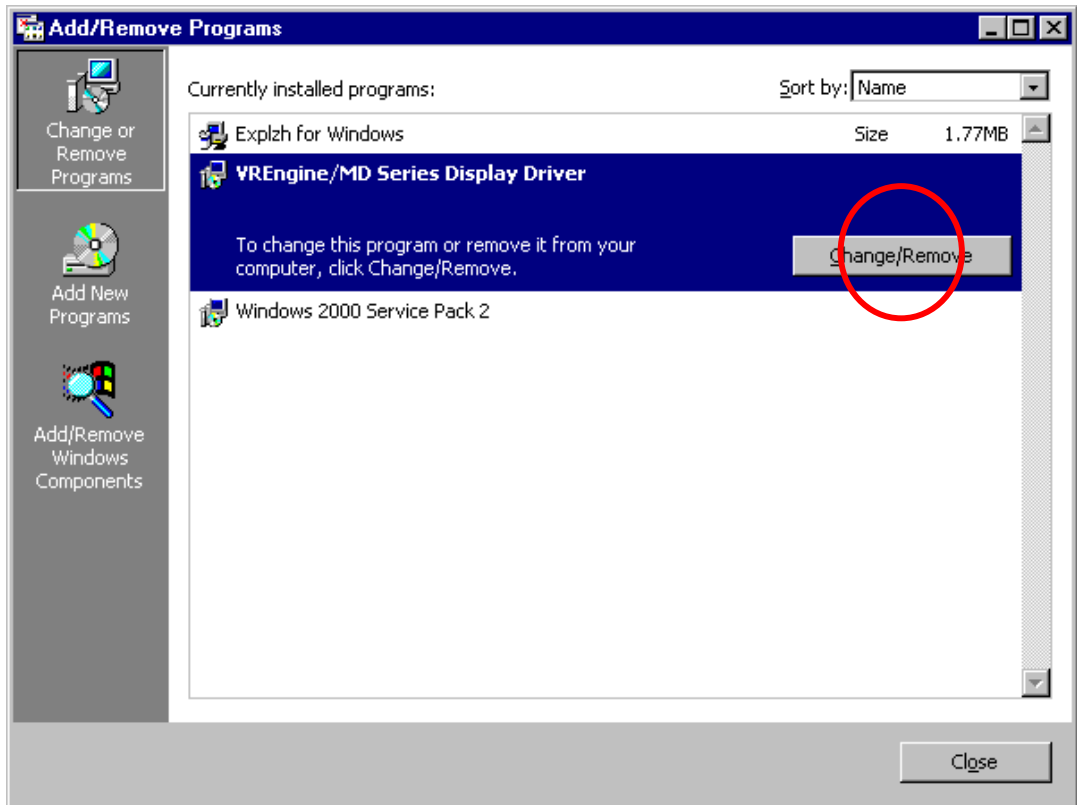 Add/Remove Programs
Change or
Remove
Programs
Add New
Programs
Add/Remove
Windows
Components
Currently installed programs:
Sort by: Name
Explzh for Windows Size 1.77MB
VREngine/MD Series Display Driver
To change this program or remove it from your
computer, click Change/Remove.
Change/Remove
Windows 2000 Service Pack 2
Close